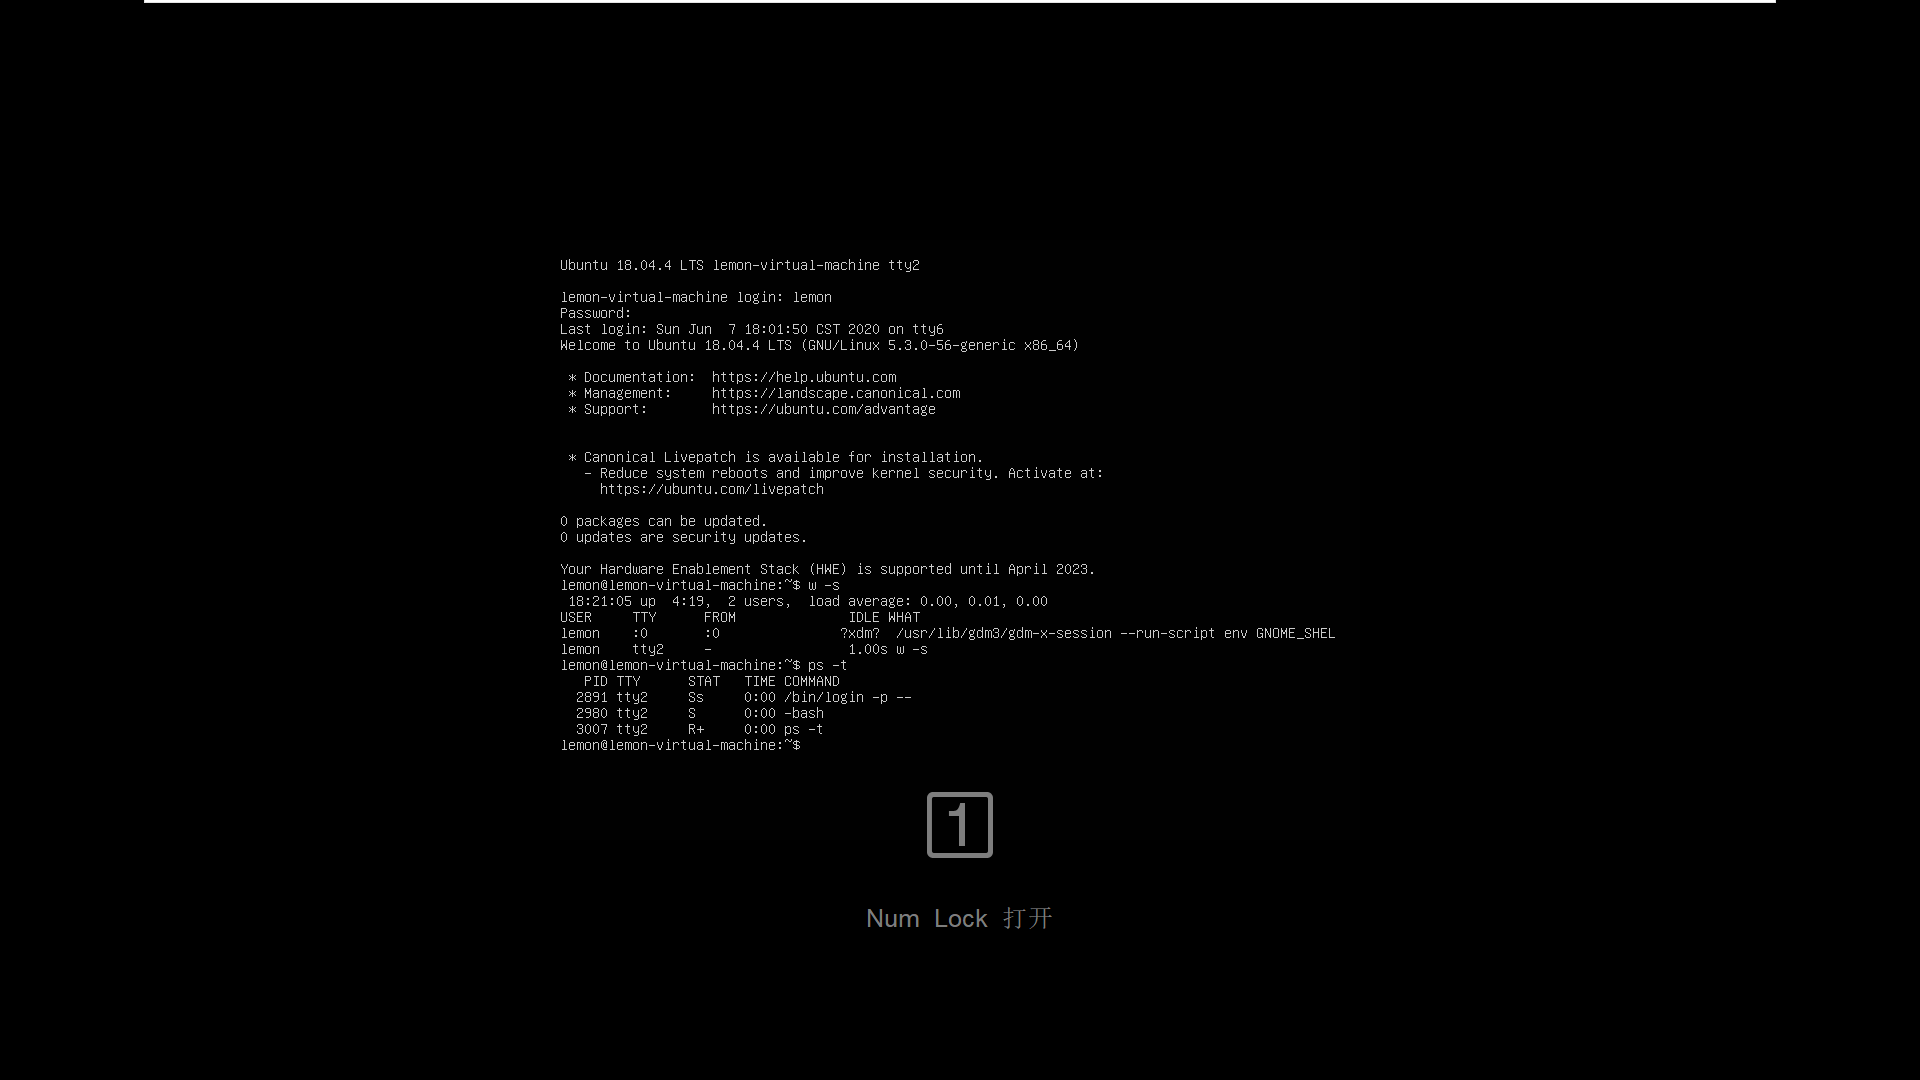 Ubuntu 18.04.4 LTS lemon-virtual-machine tty2
lemon-virtual-machine login: lemon
Password:
Last login: Sun Jun  7 18:01:50 CST 2020 on tty6
Welcome to Ubuntu 18.04.4 LTS (GNU/Linux 5.3.0-56-generic x86_64)
 * Documentation:  https://help.ubuntu.com
 * Management:     https://landscape.canonical.com
 * Support:        https://ubuntu.com/advantage
 * Canonical Livepatch is available for installation.
   - Reduce system reboots and improve kernel security. Activate at:
     https://ubuntu.com/livepatch
0 packages can be updated.
0 updates are security updates.
Your Hardware Enablement Stack (HWE) is supported until April 2023.
lemon@lemon-virtual-machine:~$ w -s
 18:21:05 up  4:19,  2 users,  load average: 0.00, 0.01, 0.00
USER     TTY      FROM              IDLE WHAT
lemon    :0       :0               ?xdm?  /usr/lib/gdm3/gdm-x-session --run-script env GNOME_SHEL
lemon    tty2     -                 1.00s w -s
lemon@lemon-virtual-machine:~$ ps -t
   PID TTY      STAT   TIME COMMAND
  2891 tty2     Ss     0:00 /bin/login -p --
  2980 tty2     S      0:00 -bash
  3007 tty2     R+     0:00 ps -t
lemon@lemon-virtual-machine:~$
1
Num Lock 打开